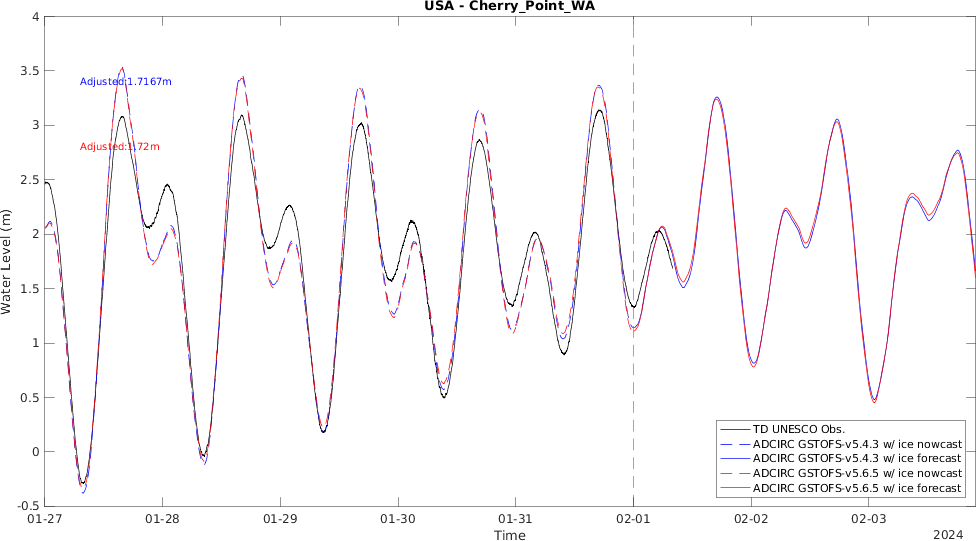 USA - Cherry_Point_WA
4
3.5
3
2.5
2
1.5
1
0.5
0
-0.5
Water Level (m)
Adjusted:1.7167m
Adjusted:1.72m
TD UNESCO Obs.
ADCIRC GSTOFS-v5.4.3 w/ ice nowcast
ADCIRC GSTOFS-v5.4.3 w/ ice forecast
ADCIRC GSTOFS-v5.6.5 w/ ice nowcast
ADCIRC GSTOFS-v5.6.5 w/ ice forecast
01-27 01-28 01-29 01-30 01-31 02-01 02-02 02-03
Time
2024